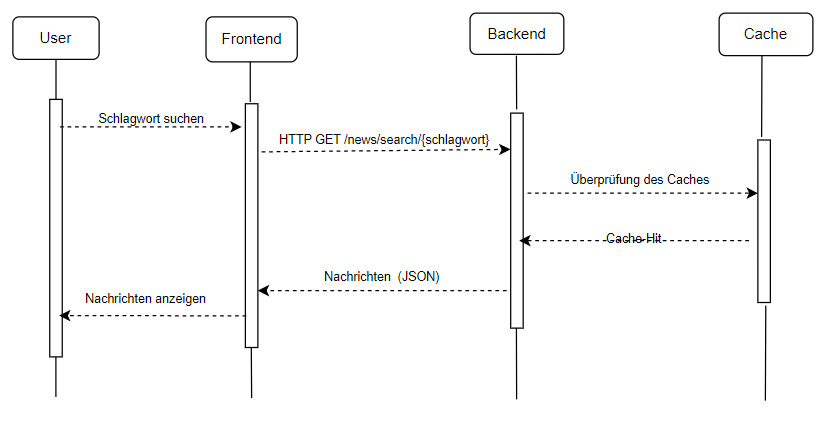 User
Frontend
Backend
Cache
Schlagwort suchen
HTTP GET /news/search/{schlagwort}
Überprüfung des Caches
Cache Hit
Nachrichten (JSON)
Nachrichten anzeigen